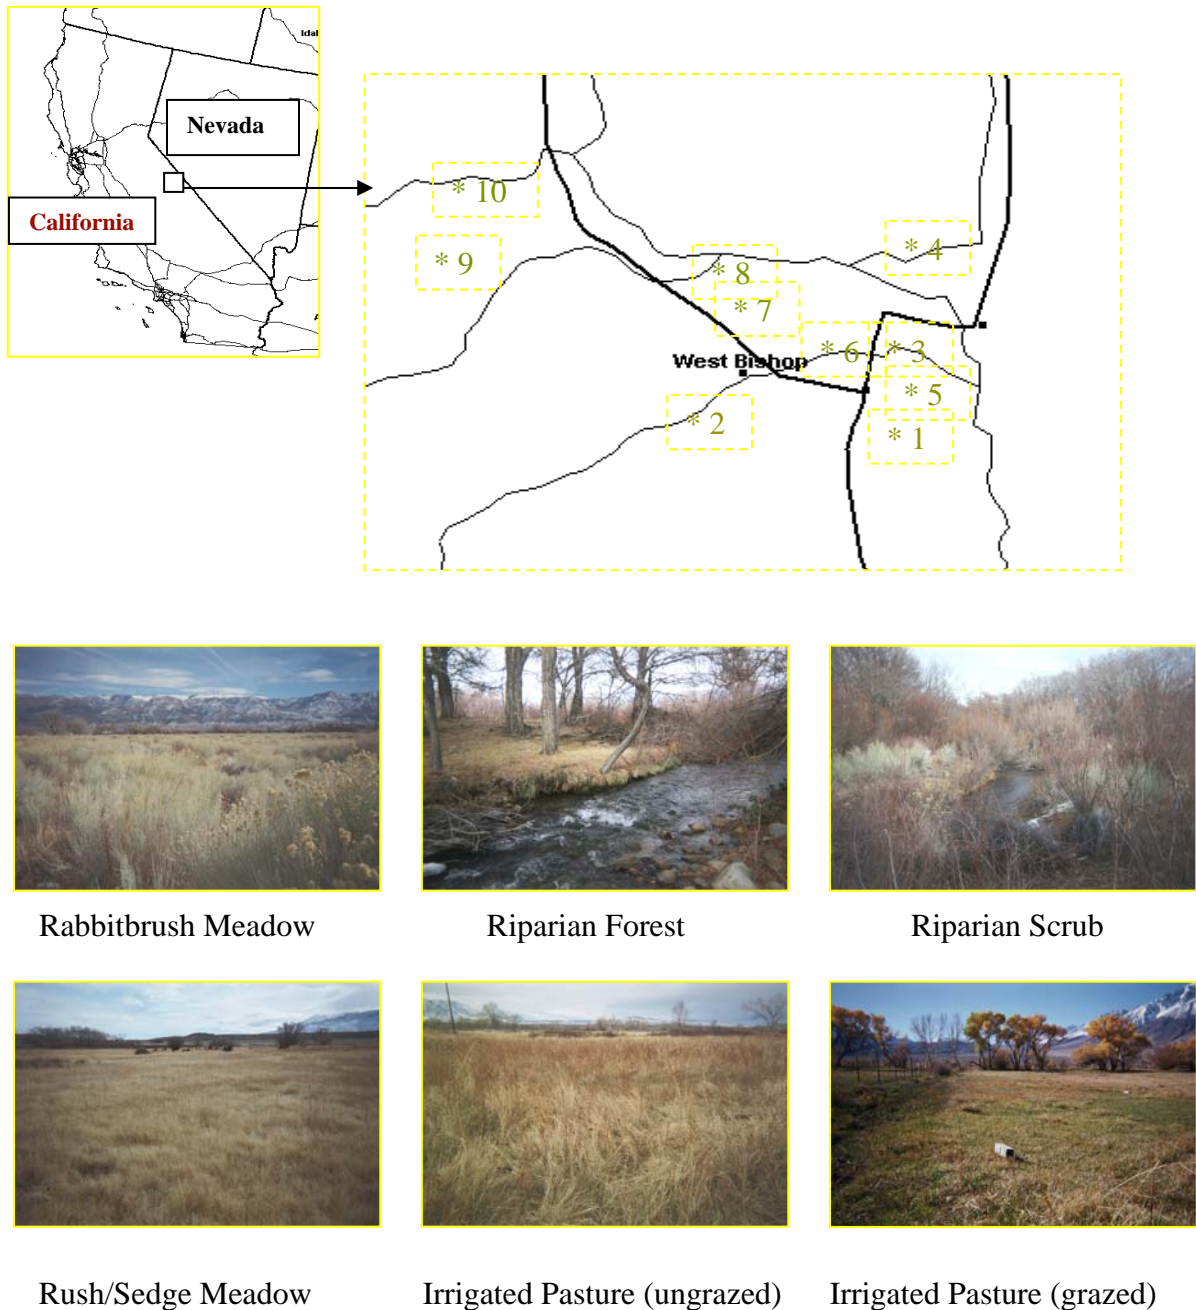 Idal
Nevada
California
* 10
* 9
* 4
* 8
* 7
* 6
* 3
West Bishop
* 5
* 2
* 1
Rabbitbrush Meadow
Riparian Forest
Riparian Scrub
Rush/Sedge Meadow
Irrigated Pasture (ungrazed)
Irrigated Pasture (grazed)